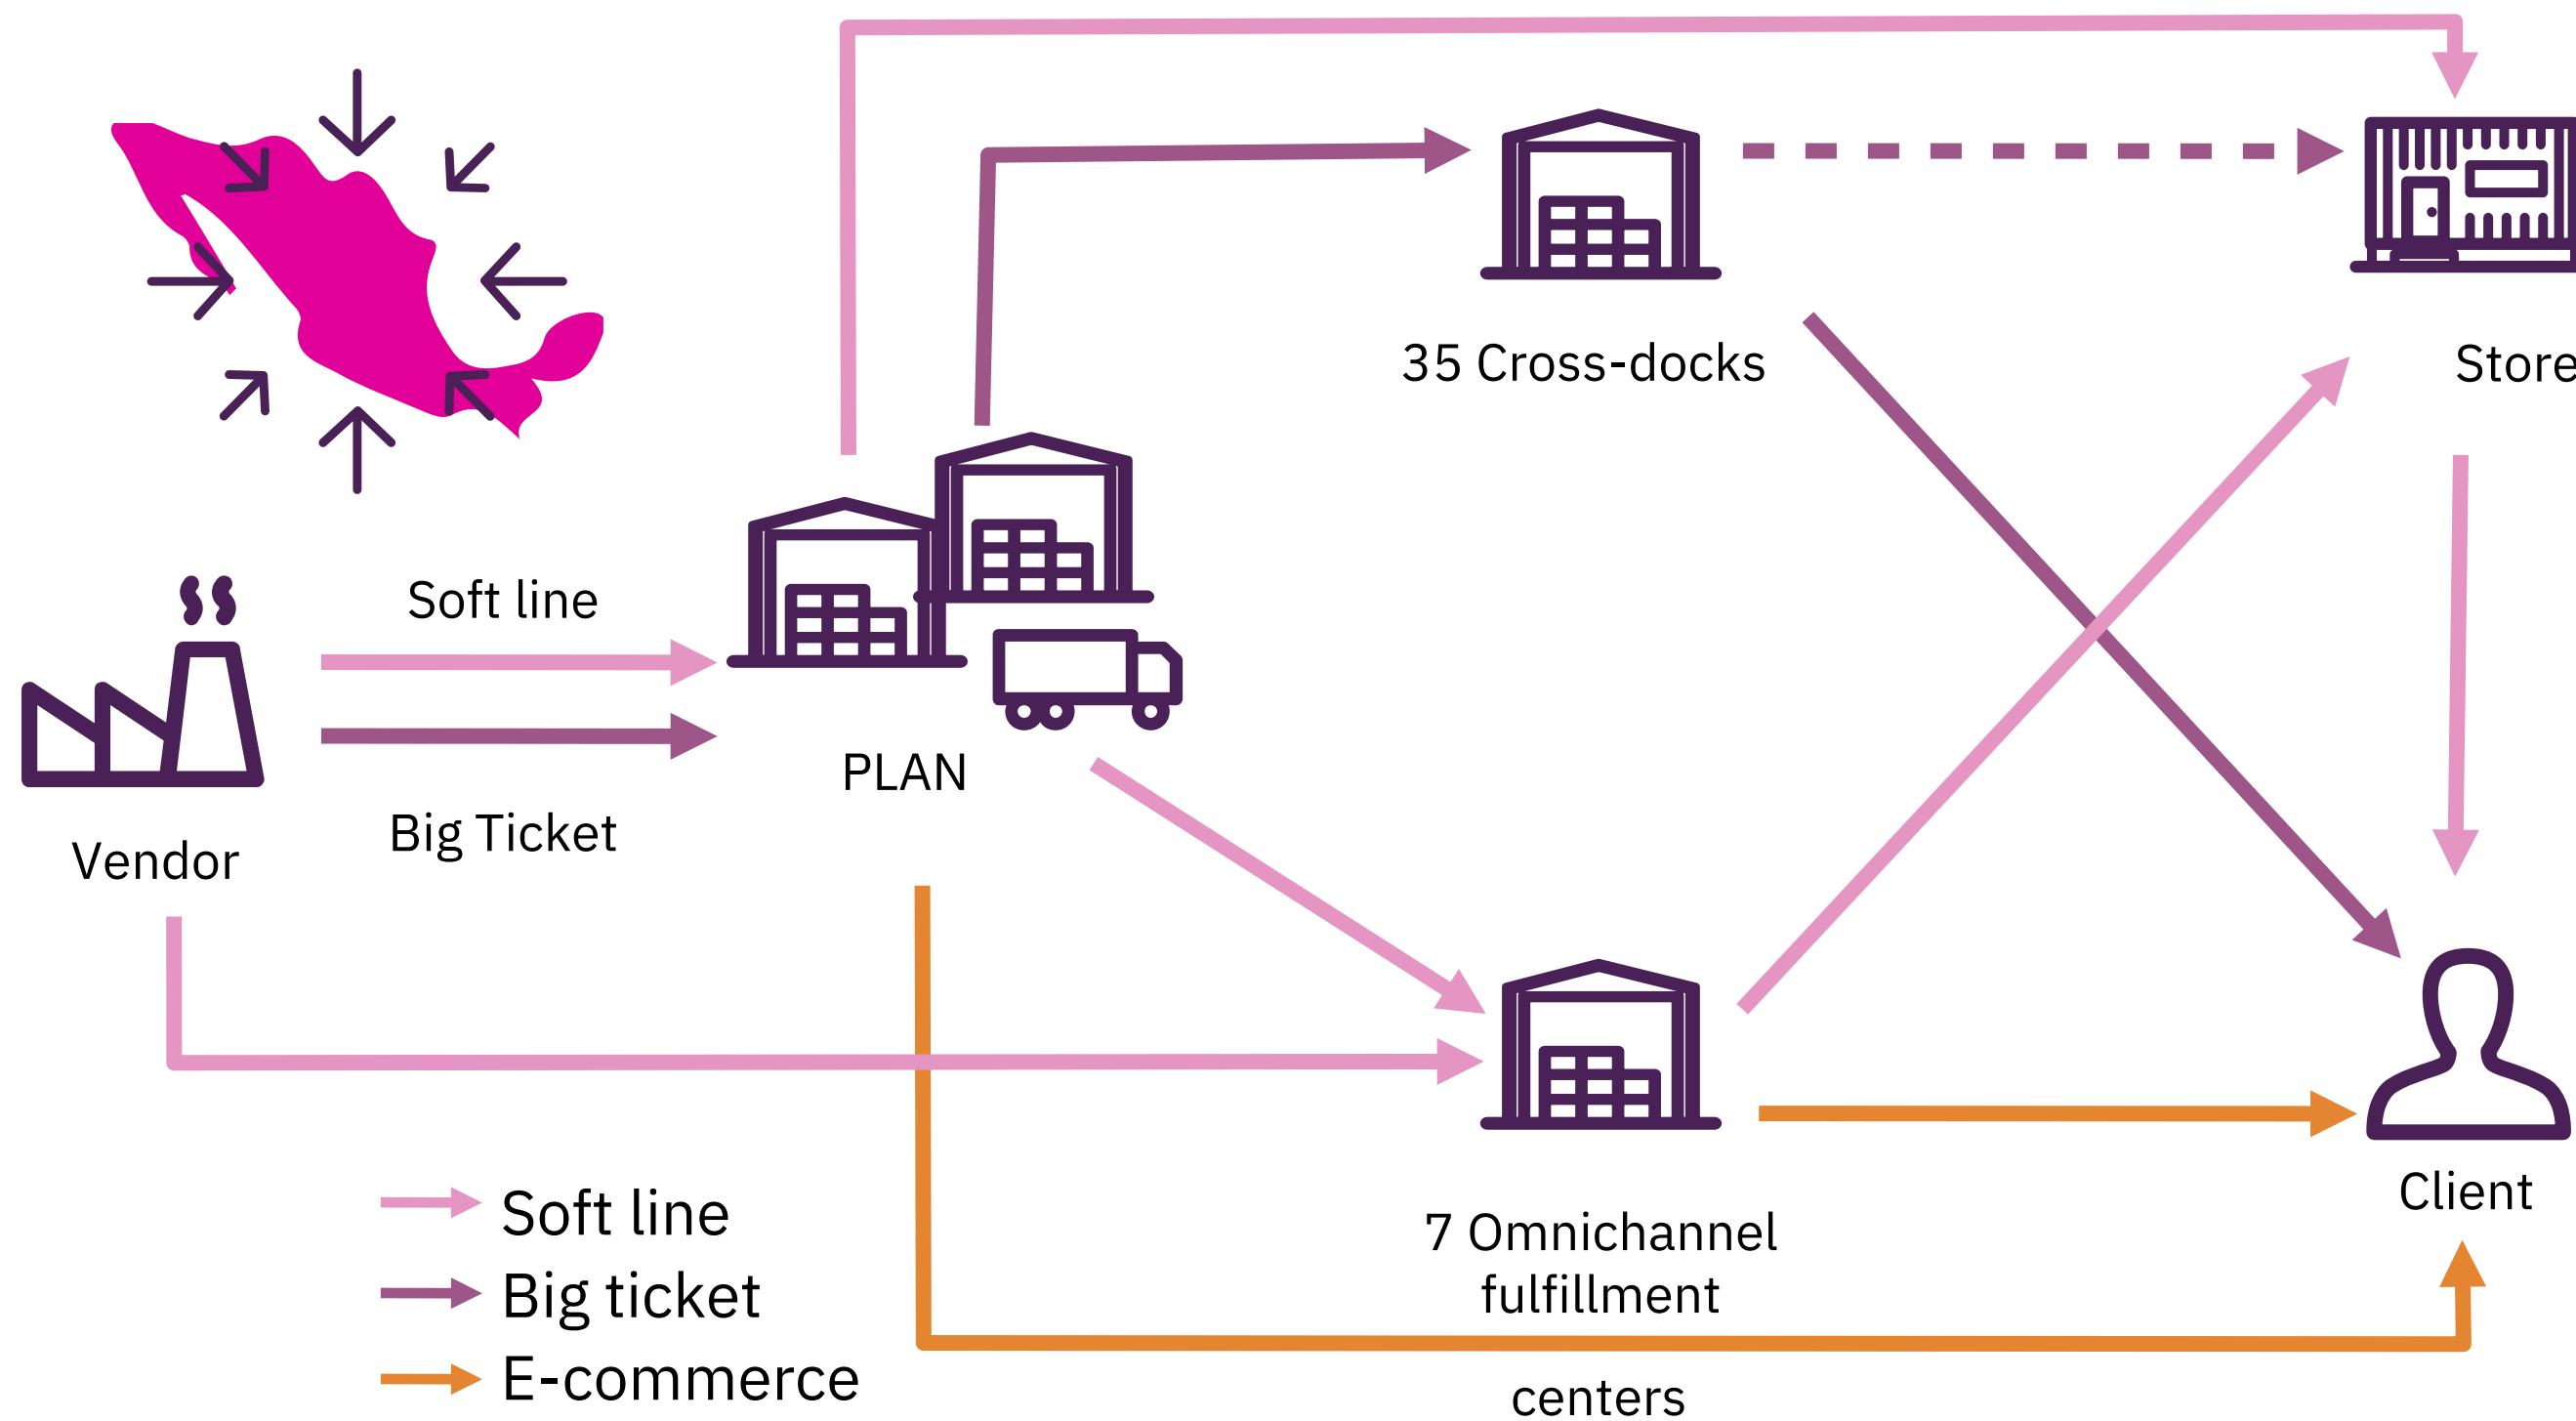 35 Cross-docks
Store
Soft line
PLAN
Big Ticket
Vendor
Client
7 Omnichannel
fulfillment
centers
Soft line
Big ticket
E-commerce